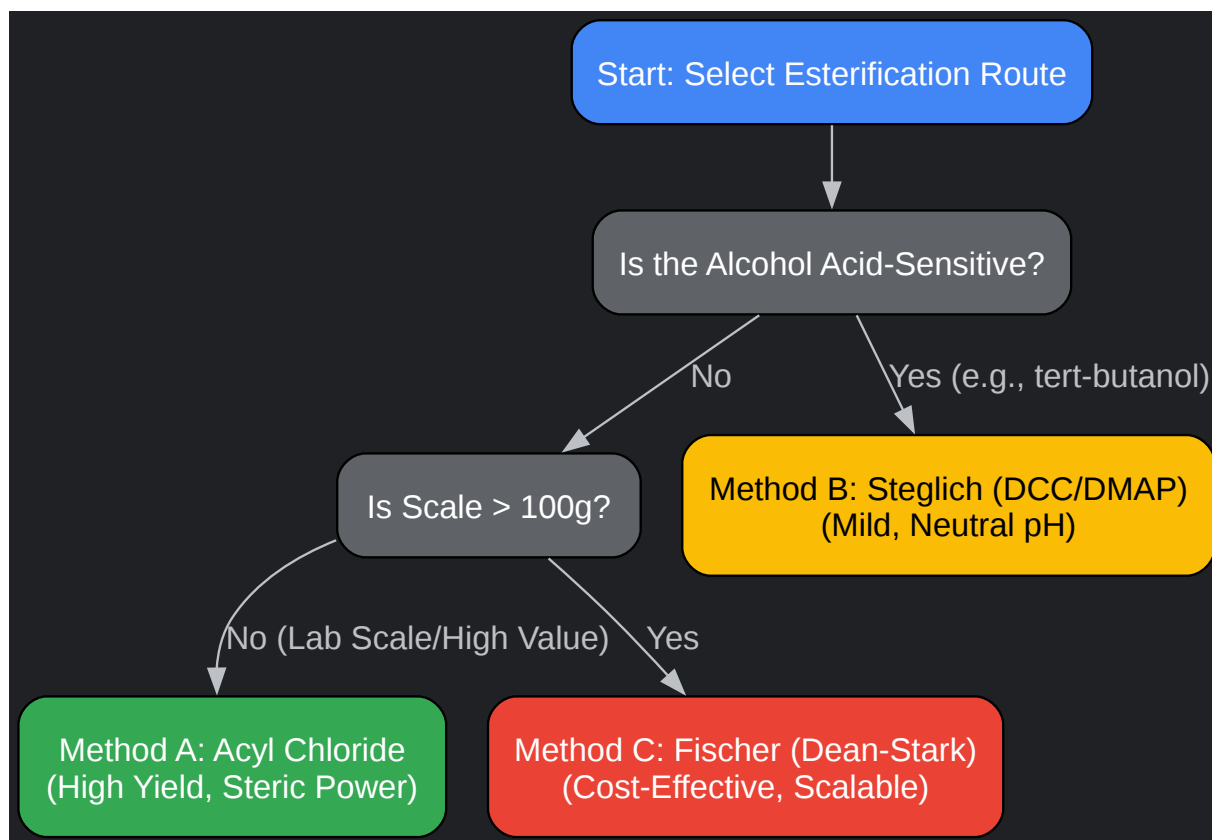 Start: Select Esterification Route
Is the Alcohol Acid-Sensitive?
No
Yes (e.g., tert-butanol)
Is Scale > 100g?
Method B: Steglich (DCC/DMAP)
(Mild, Neutral pH)
No (Lab Scale/High Value)
Yes
Method A: Acyl Chloride
(High Yield, Steric Power)
Method C: Fischer (Dean-Stark)
(Cost-Effective, Scalable)